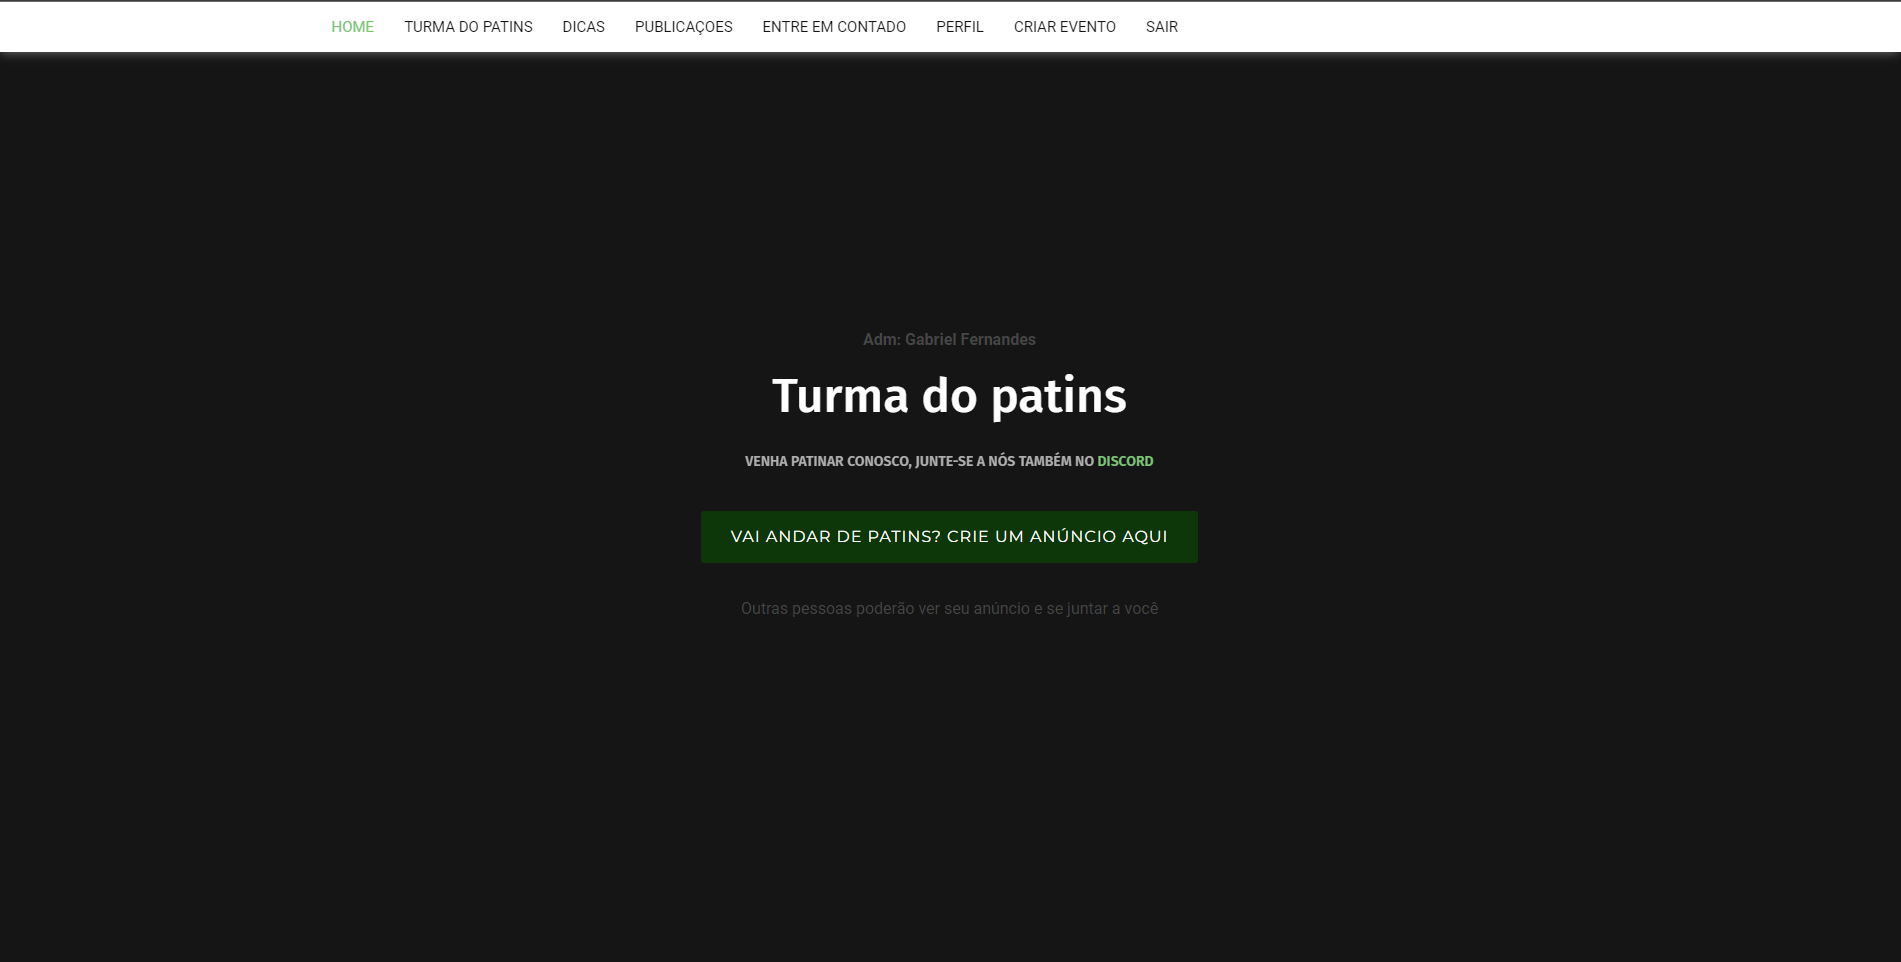 HOME TURMA DO PATINS DICAS PUBLICAÇOES ENTRE EM CONTADO PERFIL CRIAR EVENTO SAIR
Adm: Gabriel Fernandes
Turma do patins
VENHA PATINAR CONOSCO, JUNTE-SE A NÓS TAMBÉM NO DISCORD
VAI ANDAR DE PATINS? CRIE UM ANÚNCIO AQUI
Outras pessoas poderão ver seu anúncio e se juntar a você